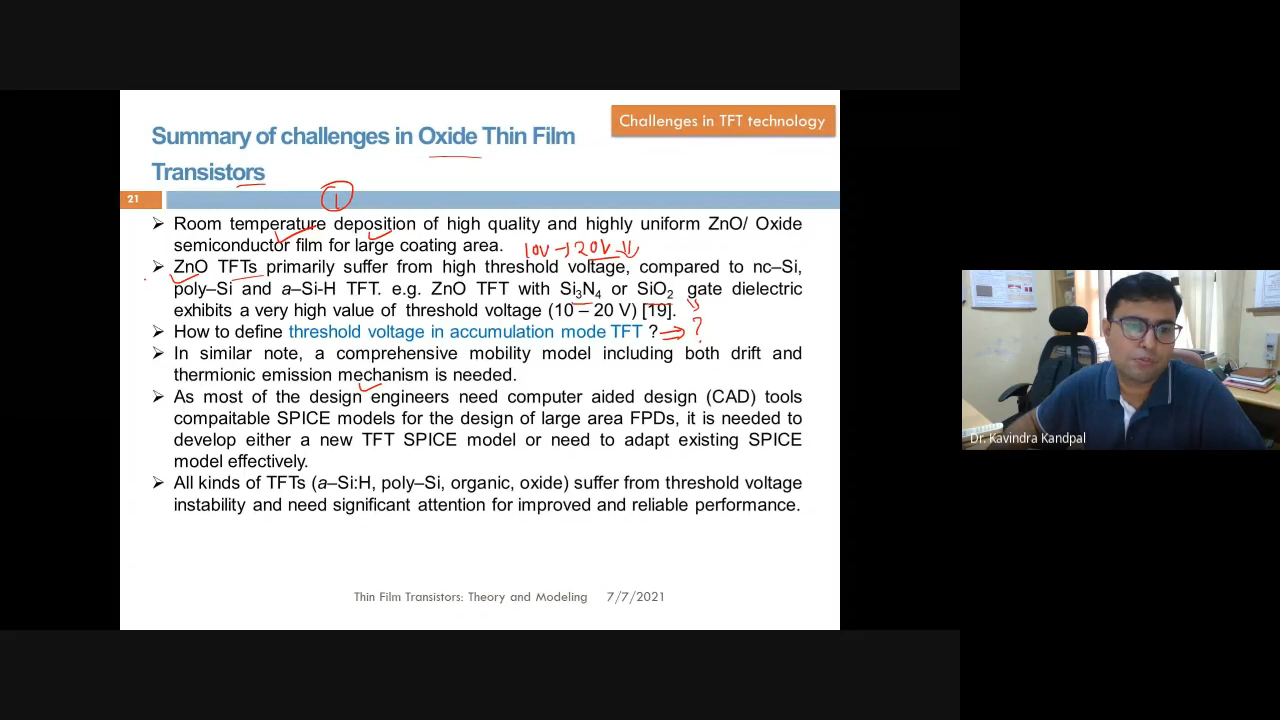 Challenges in TFT technology
Summary of challenges in Oxide Thin Film
Transistors
21
1
➢ Room temperature deposition of high quality and highly uniform ZnO/ Oxide
semiconductor film for large coating area.
10V → 20V ↓
➢ ZnO TFTs primarily suffer from high threshold voltage, compared to nc–Si,
poly–Si and a–Si-H TFT. e.g. ZnO TFT with Si3N4 or SiO2 gate dielectric
exhibits a very high value of threshold voltage (10 – 20 V) [19].
➢ How to define threshold voltage in accumulation mode TFT ? → ?
➢ In similar note, a comprehensive mobility model including both drift and
thermionic emission mechanism is needed.
➢ As most of the design engineers need computer aided design (CAD) tools
compaitable SPICE models for the design of large area FPDs, it is needed to
develop either a new TFT SPICE model or need to adapt existing SPICE
model effectively.
➢ All kinds of TFTs (a–Si:H, poly–Si, organic, oxide) suffer from threshold voltage
instability and need significant attention for improved and reliable performance.
Thin Film Transistors: Theory and Modeling 7/7/2021
Dr. Kavindra Kandpal